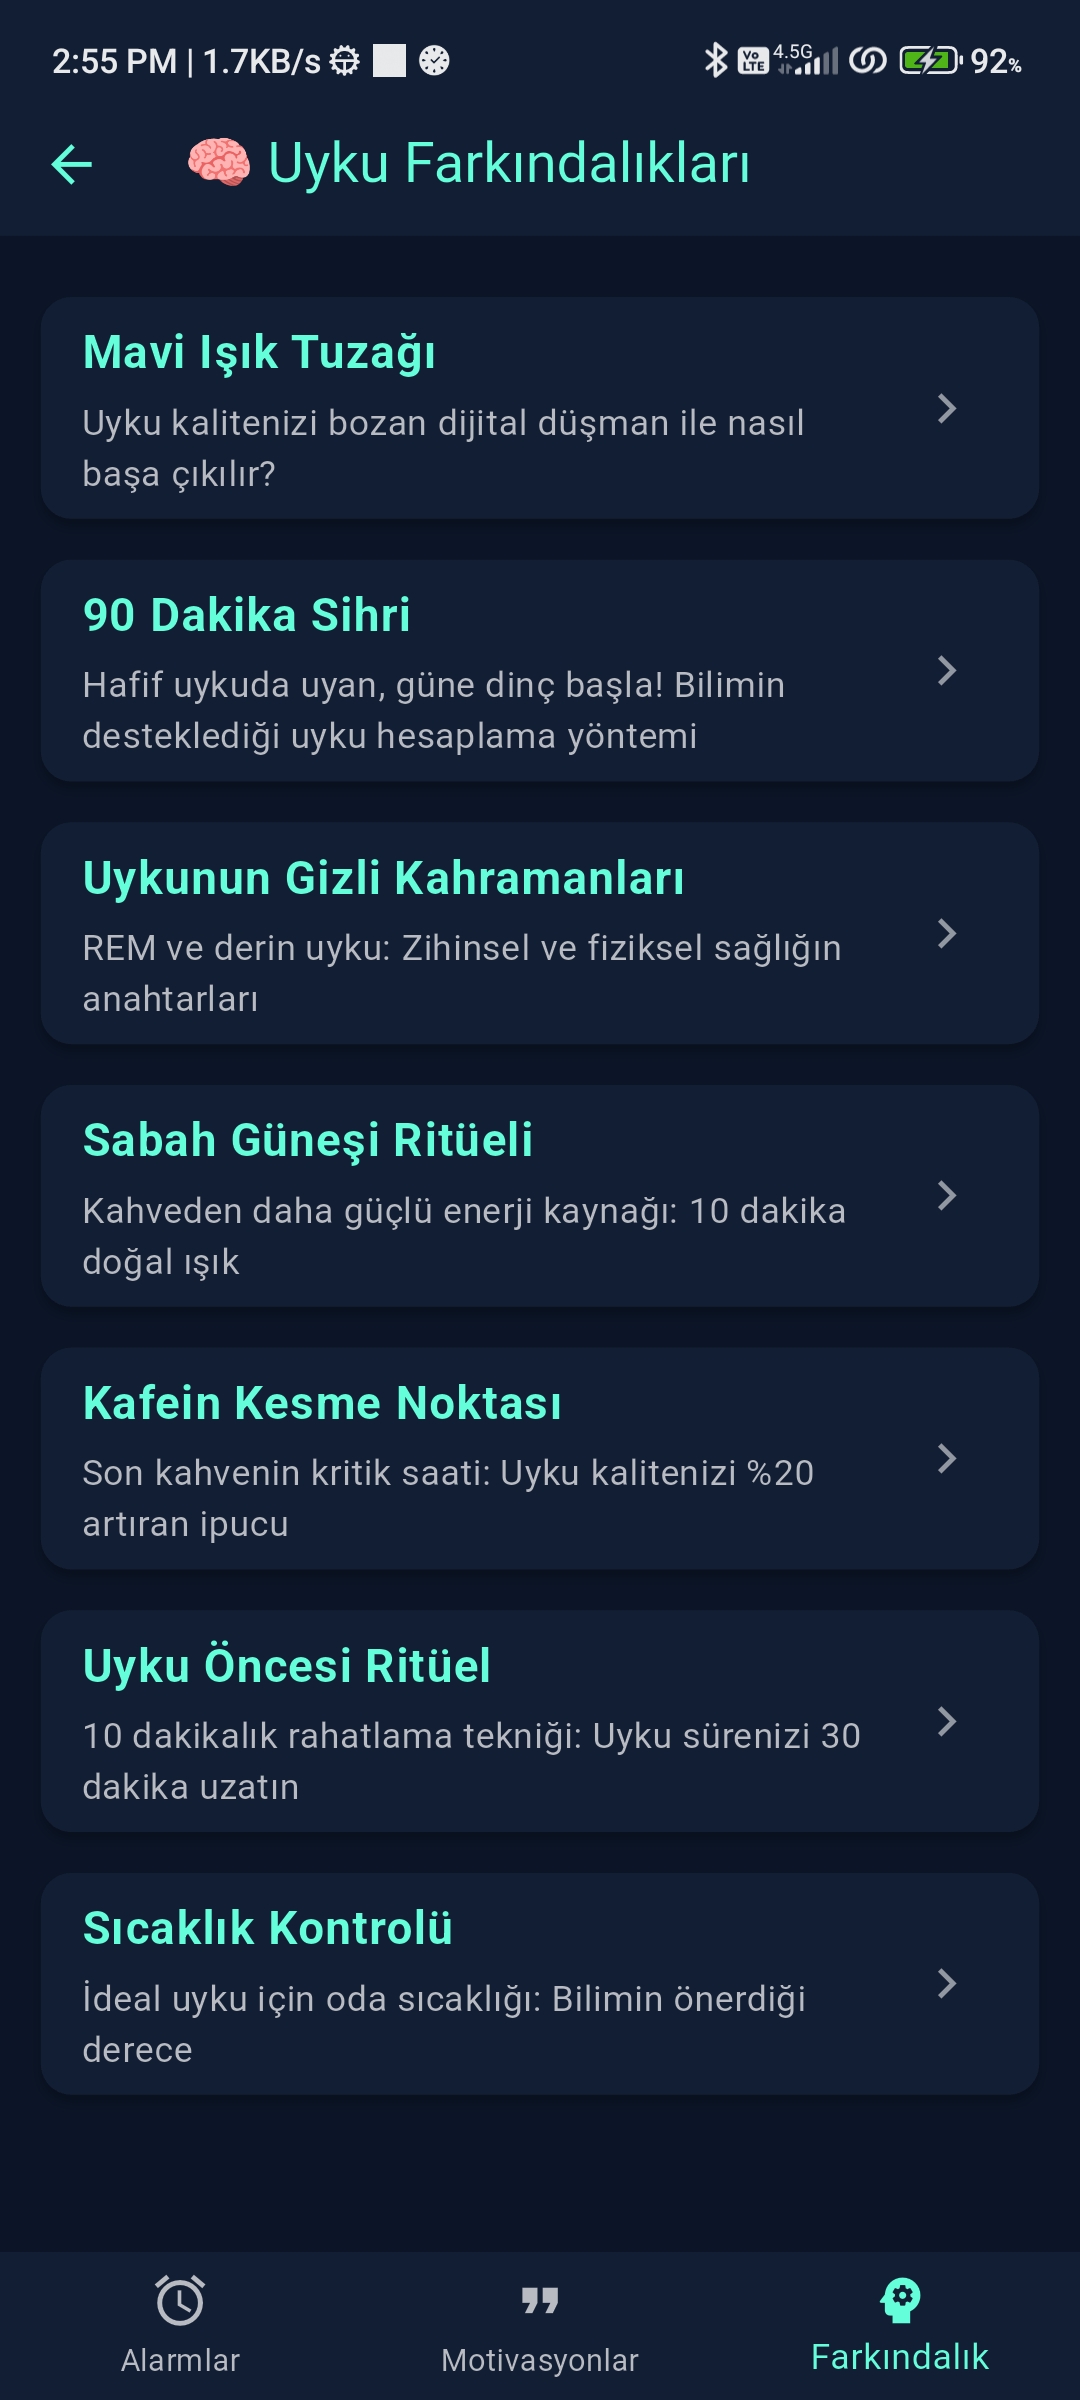 2:55 PM | 1.7KB/s
Vo LTE 4.5G 92%
🧠 Uyku Farkındalıkları
Mavi Işık Tuzağı
Uyku kalitenizi bozan dijital düşman ile nasıl
başa çıkılır?
90 Dakika Sihri
Hafif uykuda uyan, güne dinç başla! Bilimin
desteklediği uyku hesaplama yöntemi
Uykunun Gizli Kahramanları
REM ve derin uyku: Zihinsel ve fiziksel sağlığın
anahtarları
Sabah Güneşi Ritüeli
Kahveden daha güçlü enerji kaynağı: 10 dakika
doğal ışık
Kafein Kesme Noktası
Son kahvenin kritik saati: Uyku kalitenizi %20
artıran ipucu
Uyku Öncesi Ritüel
10 dakikalık rahatlama tekniği: Uyku sürenizi 30
dakika uzatın
Sıcaklık Kontrolü
İdeal uyku için oda sıcaklığı: Bilimin önerdiği
derece
Alarmlar
Motivasyonlar
Farkındalık